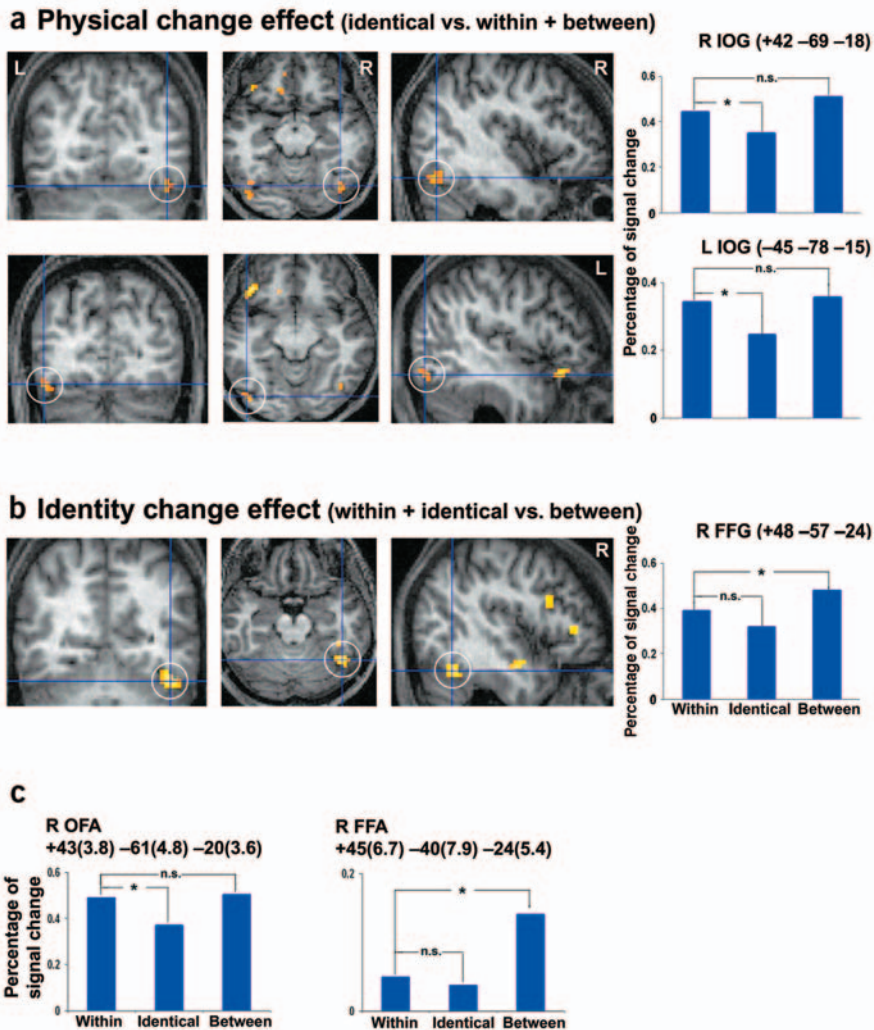 a Physical change effect (identical vs. within + between)
L
R
R
R IOG (+42 –69 –18)
0.6
0.4
0.2
0
n.s.
*
L
L IOG (–45 –78 –15)
0.4
0.2
0
n.s.
*
Percentage of signal change
b Identity change effect (within + identical vs. between)
R
R FFG (+48 –57 –24)
Percentage of signal change
0.6
0.4
0.2
0
*
n.s.
Within Identical Between
c
R OFA
+43(3.8) –61(4.8) –20(3.6)
Percentage of
signal change
0.6
0.4
0.2
0
n.s.
*
Within Identical Between
R FFA
+45(6.7) –40(7.9) –24(5.4)
0.2
0
*
n.s.
Within Identical Between